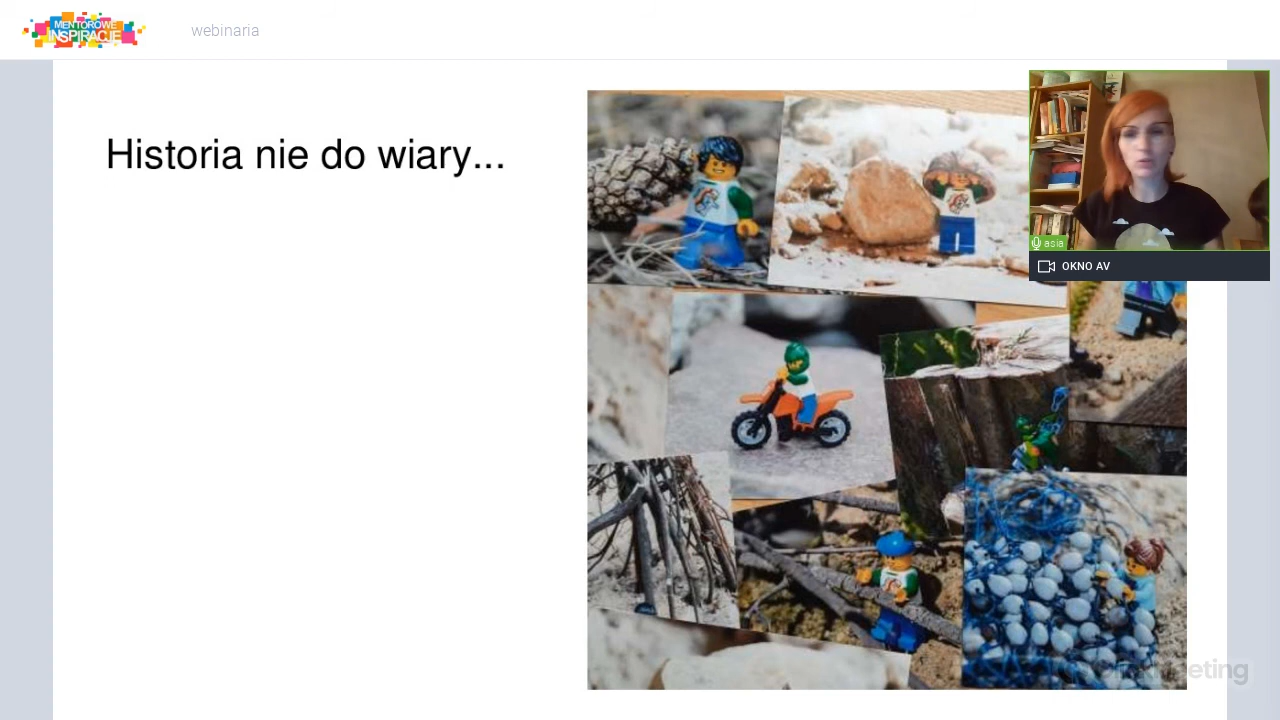 MENTOROWE
INSPIRACJE
webinaria
Historia nie do wiary...
asia
OKNO AV